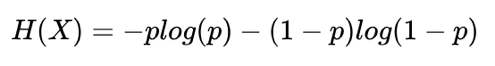 H(X) = −plog(p) − (1 − p)log(1 − p)